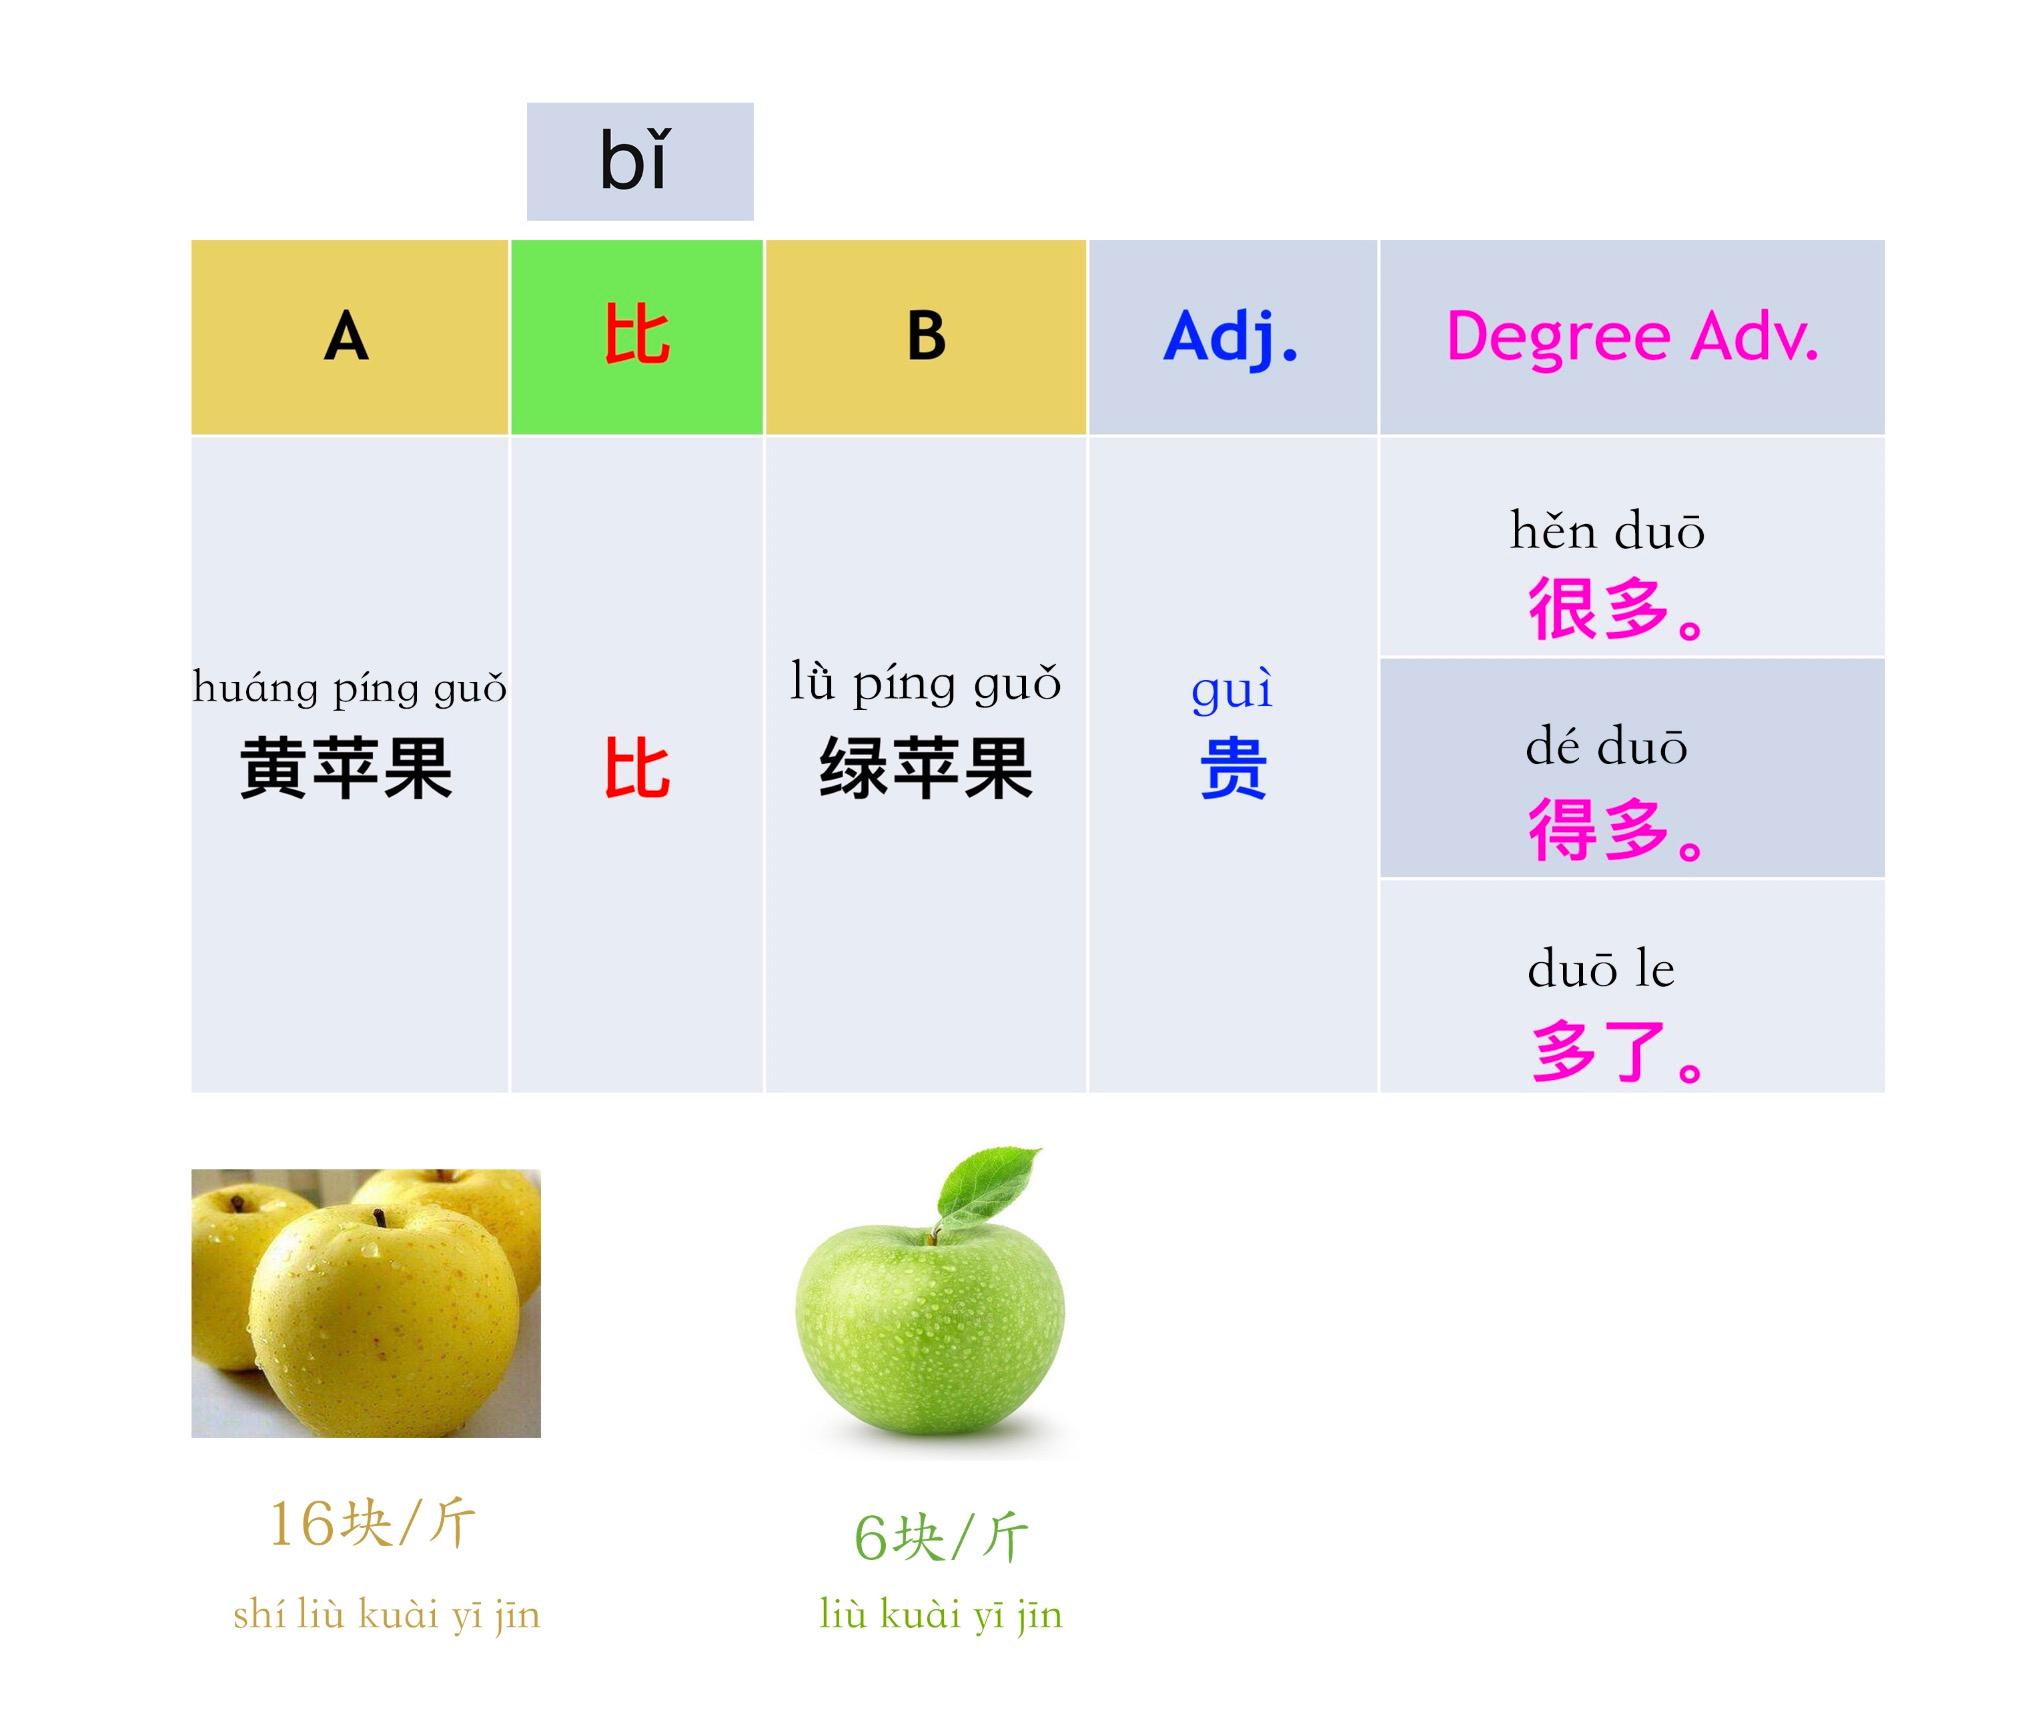 bǐ
A 比 B Adj. Degree Adv.
hěn duō
很多。
huáng píng guǒ lǜ píng guǒ guì
黄苹果 比 绿苹果 贵
dé duō
得多。
duō le
多了。
16块/斤 6块/斤
shí liù kuài yī jīn liù kuài yī jīn